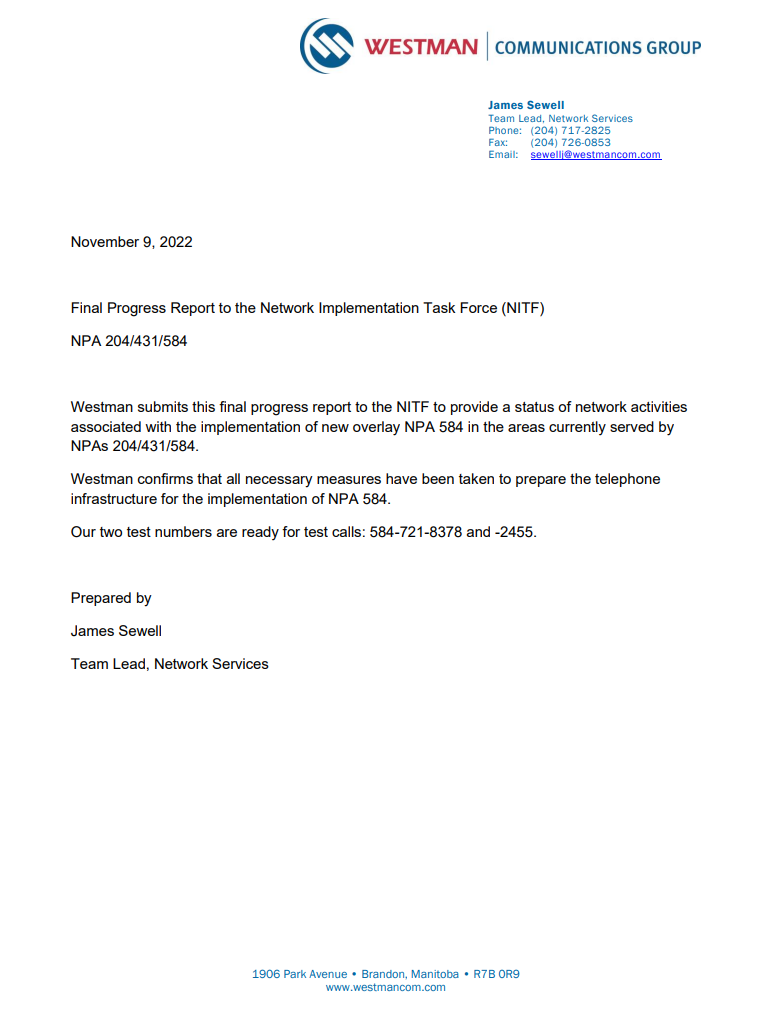 WESTMAN COMMUNICATIONS GROUP
James Sewell
Team Lead, Network Services
Phone: (204) 717-2825
Fax: (204) 726-0853
Email: sewellj@westmancom.com
November 9, 2022
Final Progress Report to the Network Implementation Task Force (NITF)
NPA 204/431/584
Westman submits this final progress report to the NITF to provide a status of network activities
associated with the implementation of new overlay NPA 584 in the areas currently served by
NPAs 204/431/584.
Westman confirms that all necessary measures have been taken to prepare the telephone
infrastructure for the implementation of NPA 584.
Our two test numbers are ready for test calls: 584-721-8378 and -2455.
Prepared by
James Sewell
Team Lead, Network Services
1906 Park Avenue • Brandon, Manitoba • R7B 0R9
www.westmancom.com